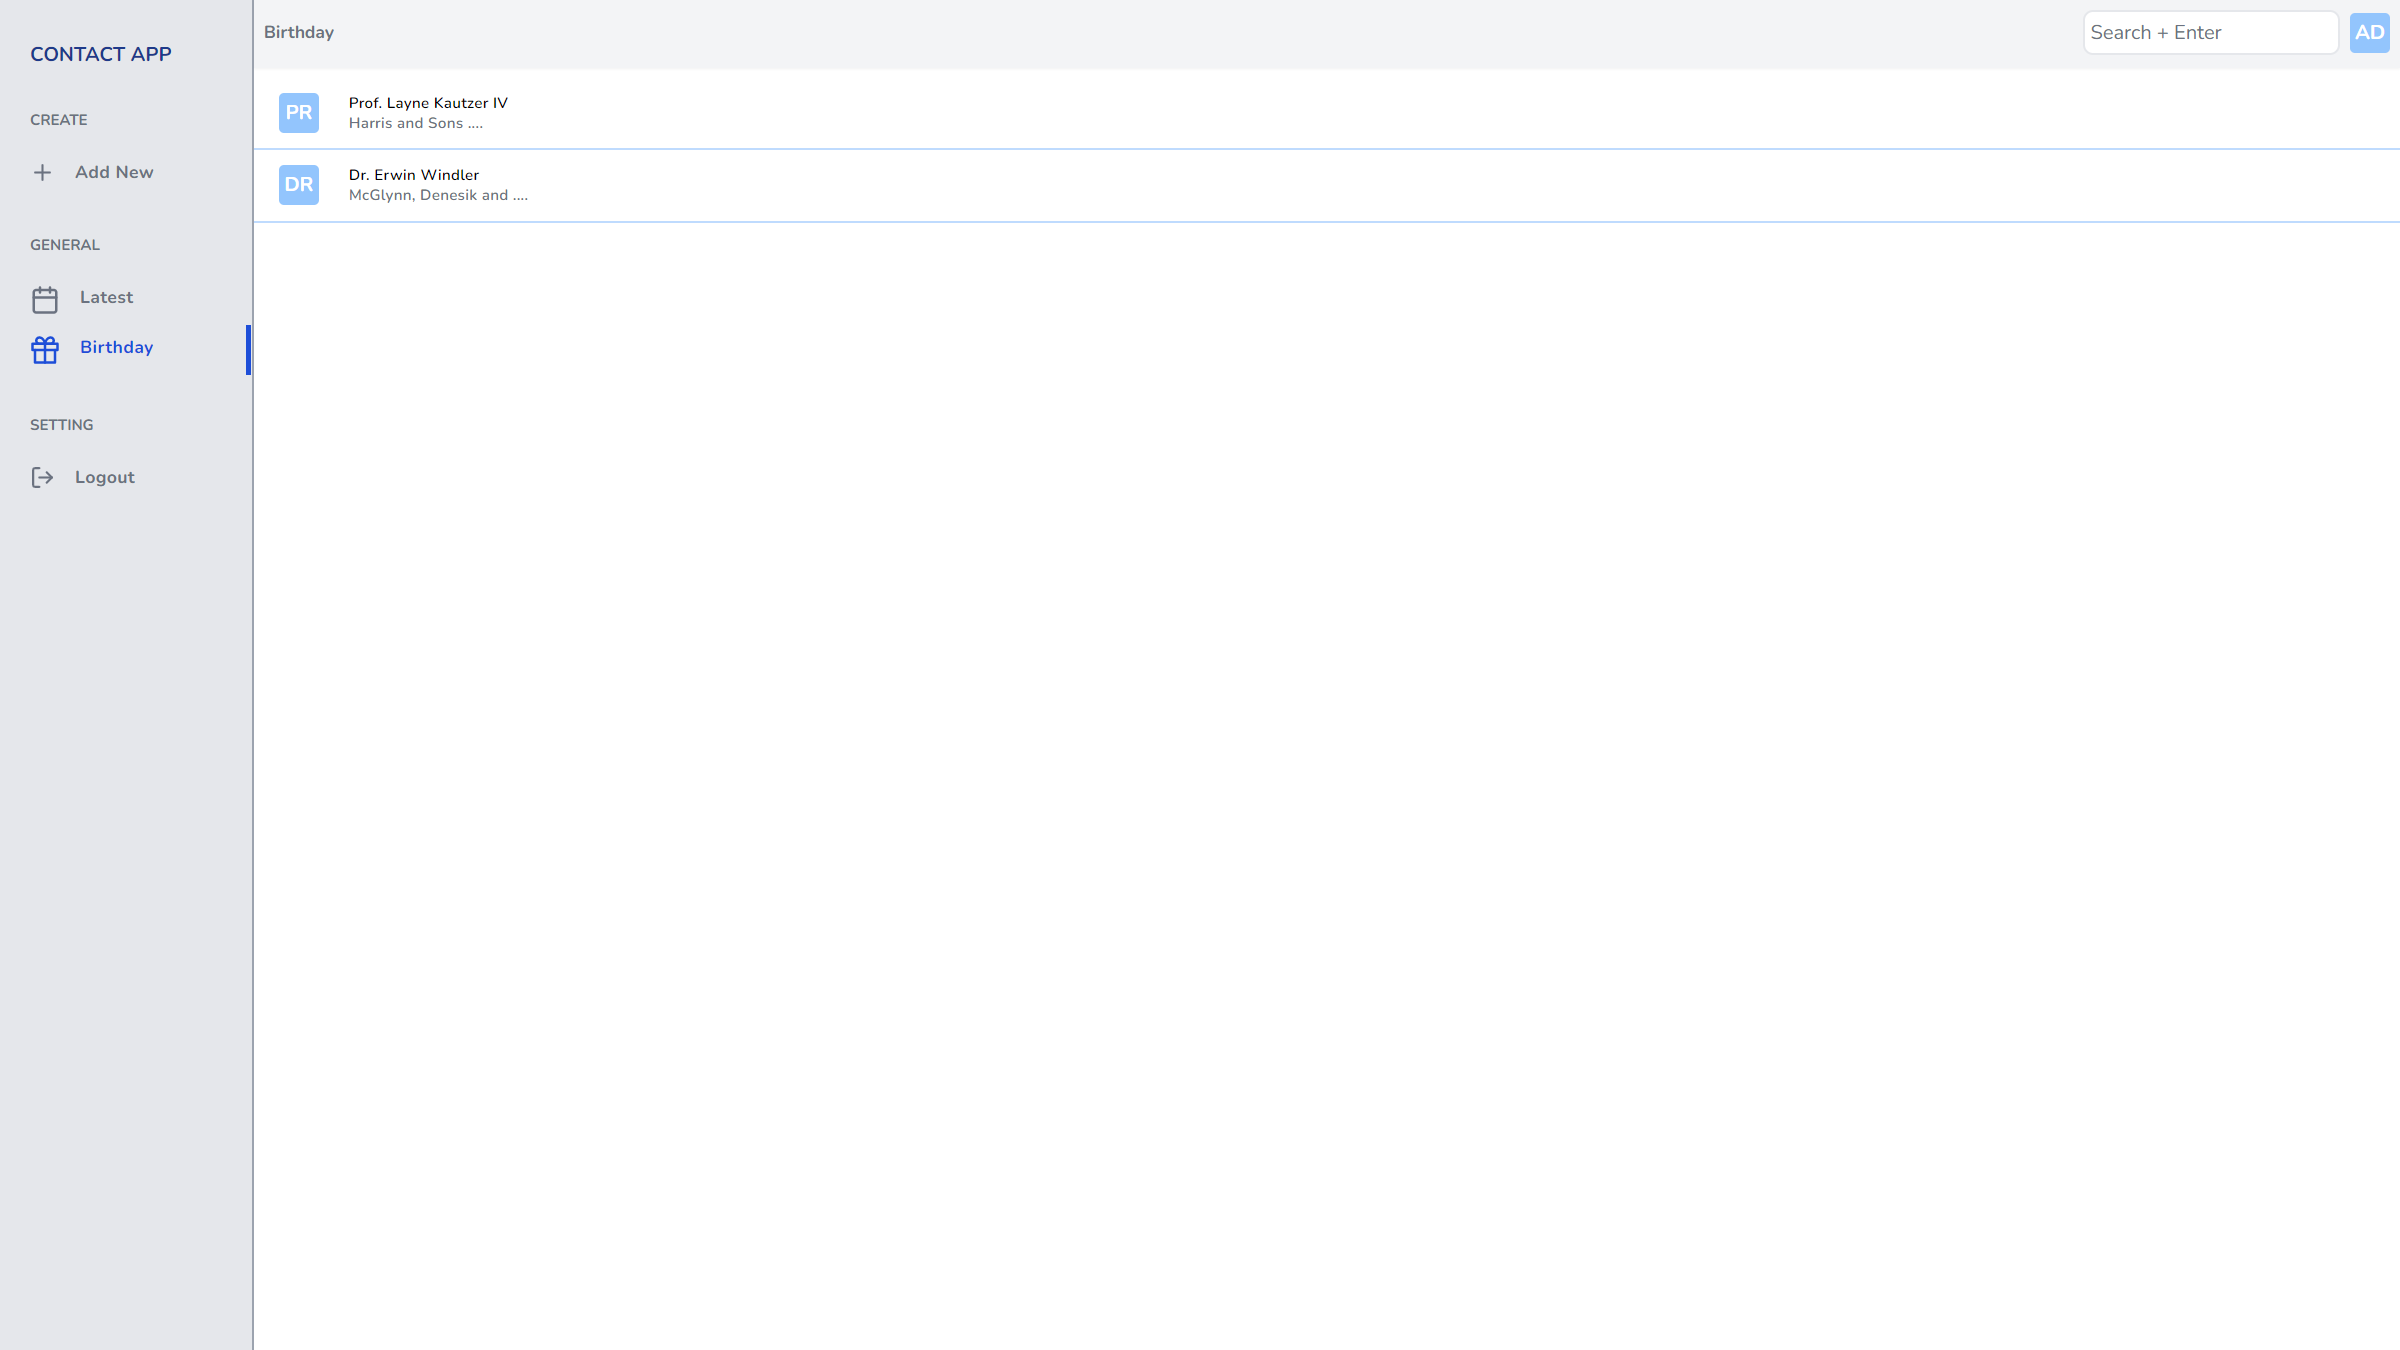 CONTACT APP
CREATE
Add New
GENERAL
Latest
Birthday
SETTING
Logout
Birthday
Search + Enter
AD
PR
Prof. Layne Kautzer IV
Harris and Sons ....
DR
Dr. Erwin Windler
McGlynn, Denesik and ....